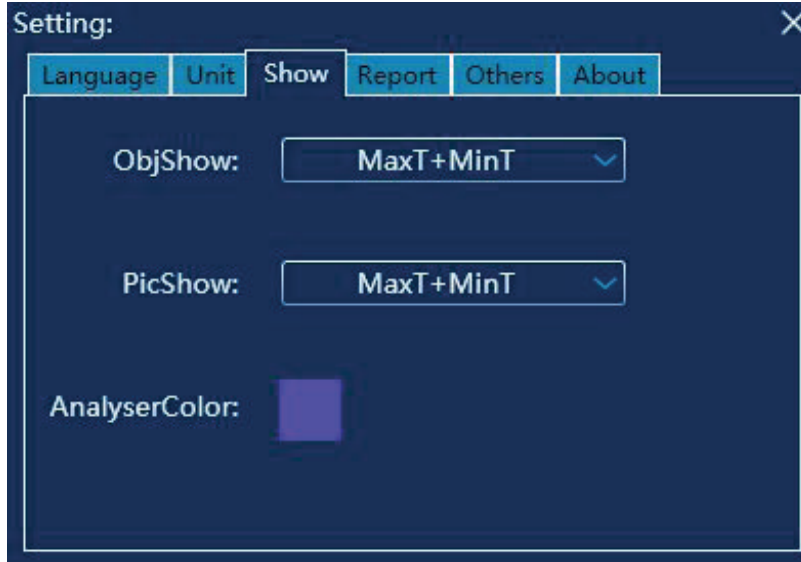 Setting:
Language Unit Show Report Others About
ObjShow: MaxT+MinT
PicShow: MaxT+MinT
AnalyserColor: